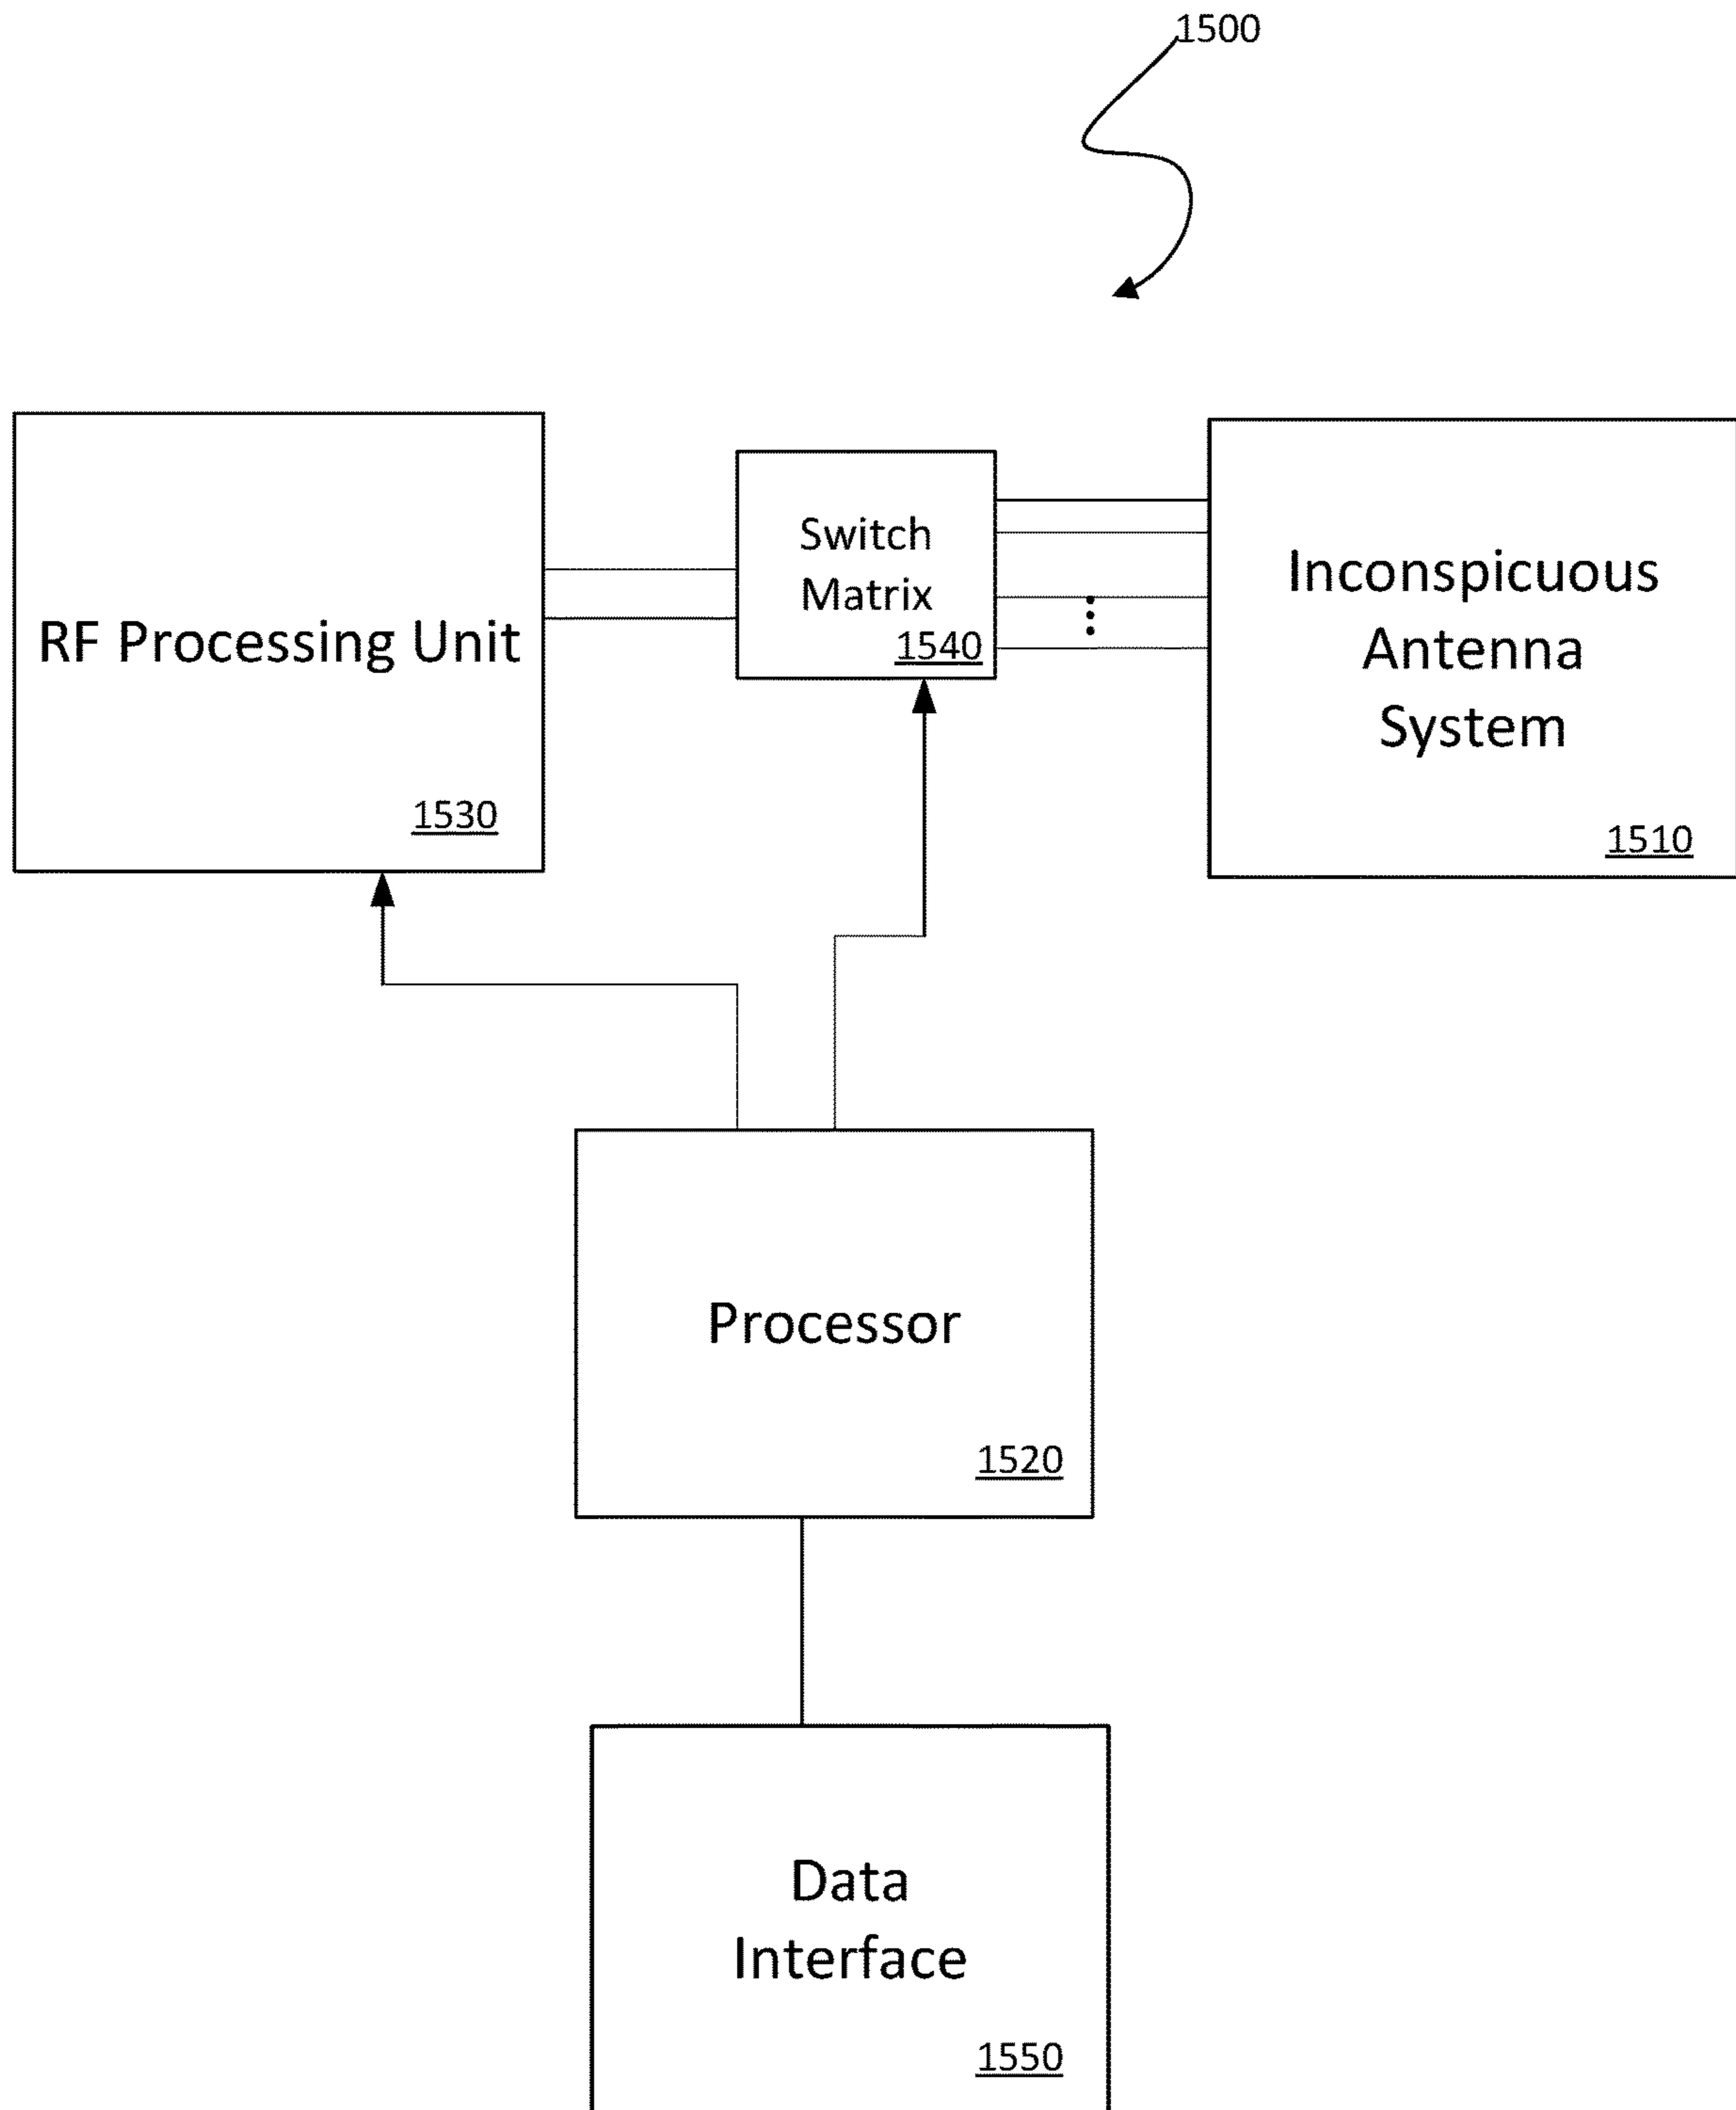 1500
RF Processing Unit
1530
Switch
Matrix
1540
Inconspicuous
Antenna
System
1510
Processor
1520
Data
Interface
1550